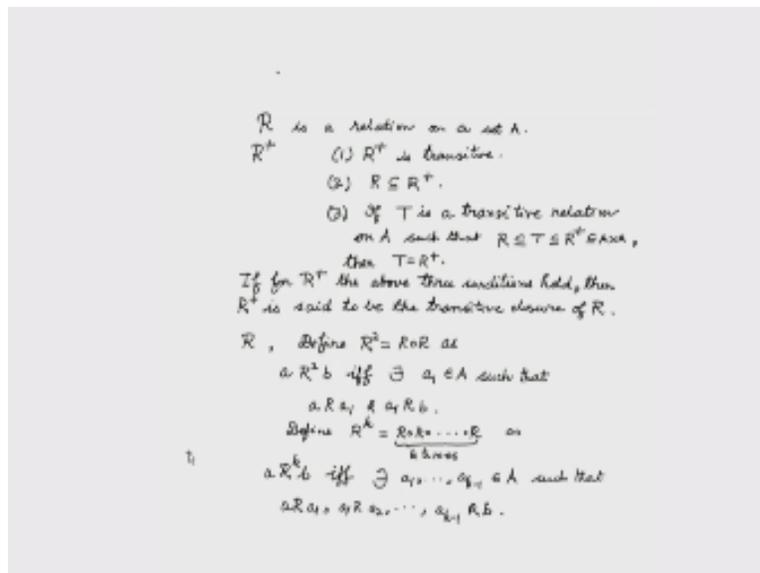 R is a relation on a set A.
R⁺ (1) R⁺ is transitive.
(2) R ⊆ R⁺.
(3) If T is a transitive relation
on A such that R ⊆ T ⊆ R⁺ ⊆ A×A,
then T = R⁺.
If for R⁺ the above three conditions hold, then
R⁺ is said to be the transitive closure of R.
R, Define R² = R∘R as
a R² b iff ∃ a₁ ∈ A such that
a R a₁ & a₁ R b.
Define Rᵏ = R∘R∘····R as
k times
a Rᵏ b iff ∃ a₁, ..., aₖ₋₁ ∈ A such that
a R a₁, a₁ R a₂, ···, aₖ₋₁ R b.